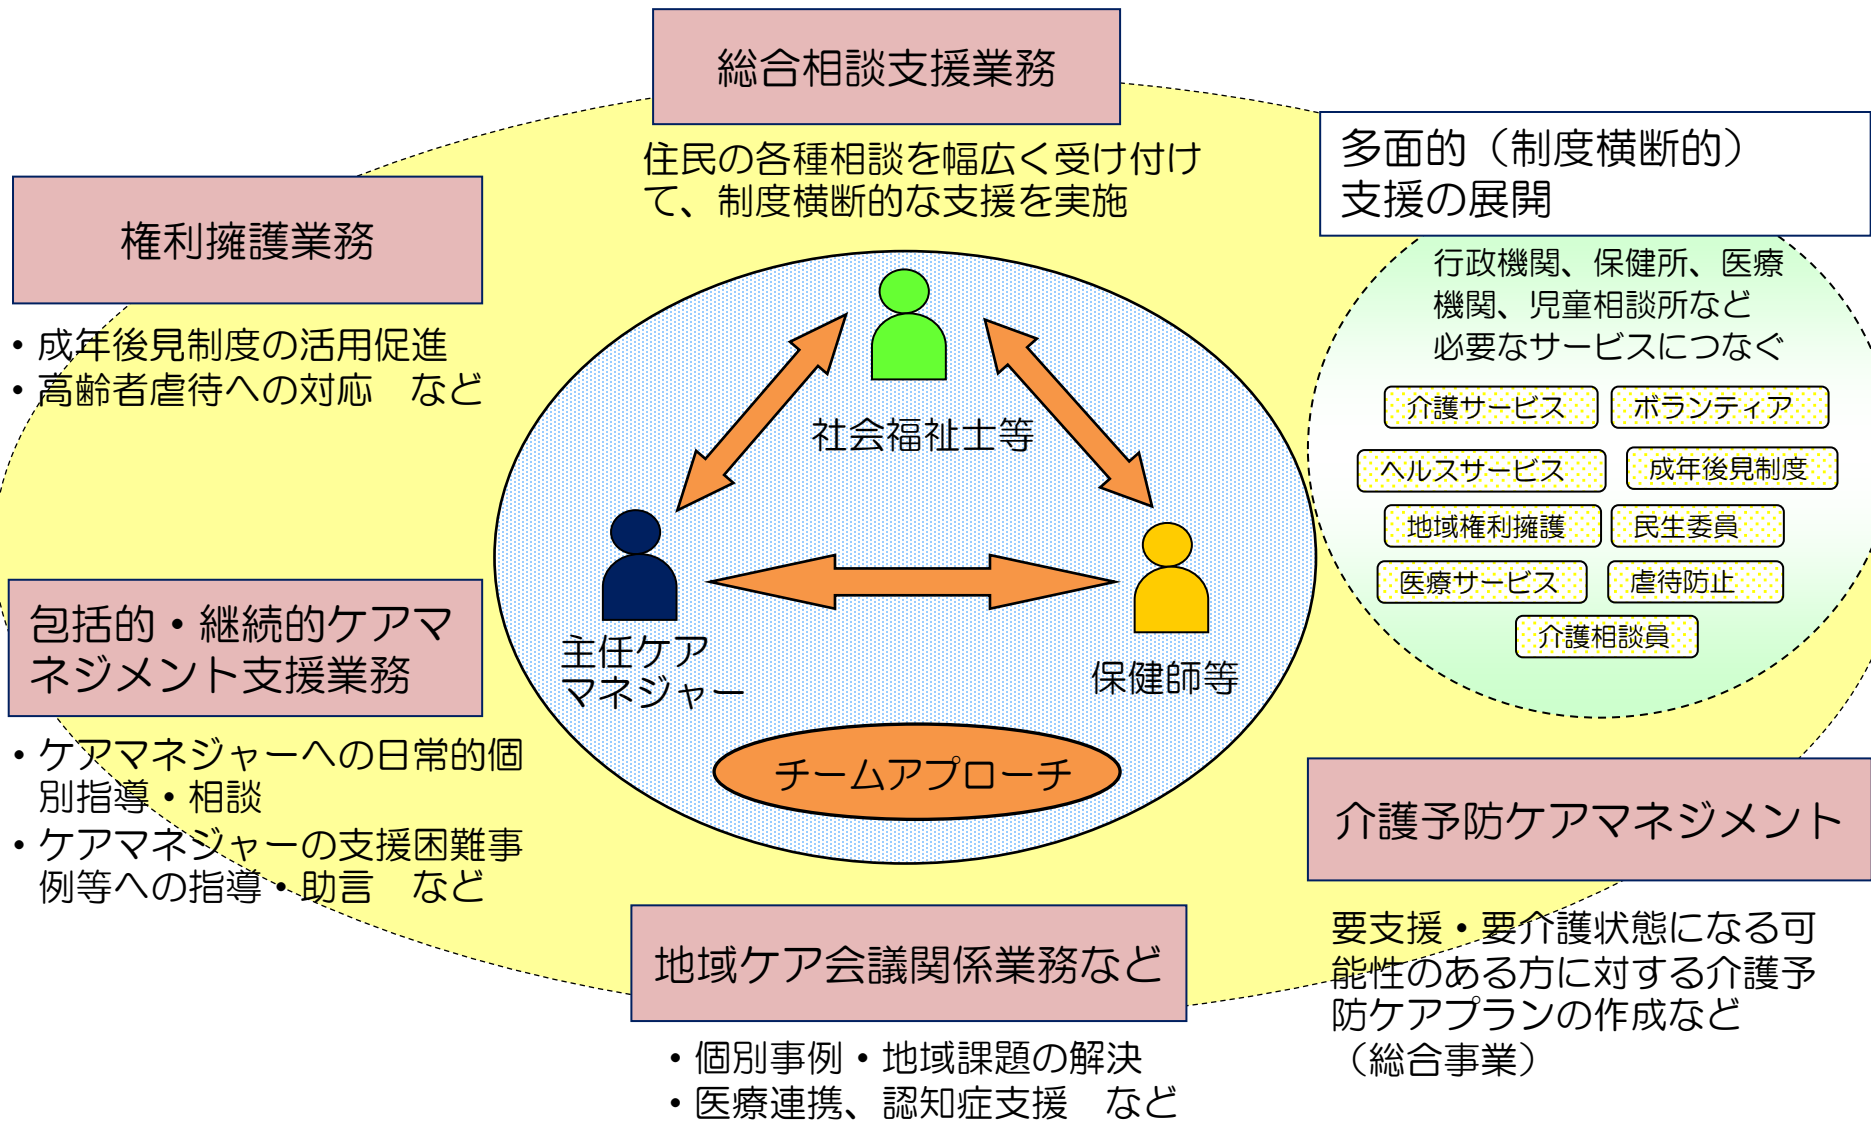 総合相談支援業務
住民の各種相談を幅広く受け付け
て、制度横断的な支援を実施
多面的（制度横断的）
支援の展開
行政機関、保健所、医療
機関、児童相談所など
必要なサービスにつなぐ
介護サービス
ボランティア
ヘルスサービス
成年後見制度
地域権利擁護
民生委員
医療サービス
虐待防止
介護相談員
権利擁護業務
・成年後見制度の活用促進
・高齢者虐待への対応　など
社会福祉士等
主任ケア
マネジャー
保健師等
チームアプローチ
包括的・継続的ケアマ
ネジメント支援業務
・ケアマネジャーへの日常的個
別指導・相談
・ケアマネジャーの支援困難事
例等への指導・助言　など
介護予防ケアマネジメント
要支援・要介護状態になる可
能性のある方に対する介護予
防ケアプランの作成など
（総合事業）
地域ケア会議関係業務など
・個別事例・地域課題の解決
・医療連携、認知症支援　など